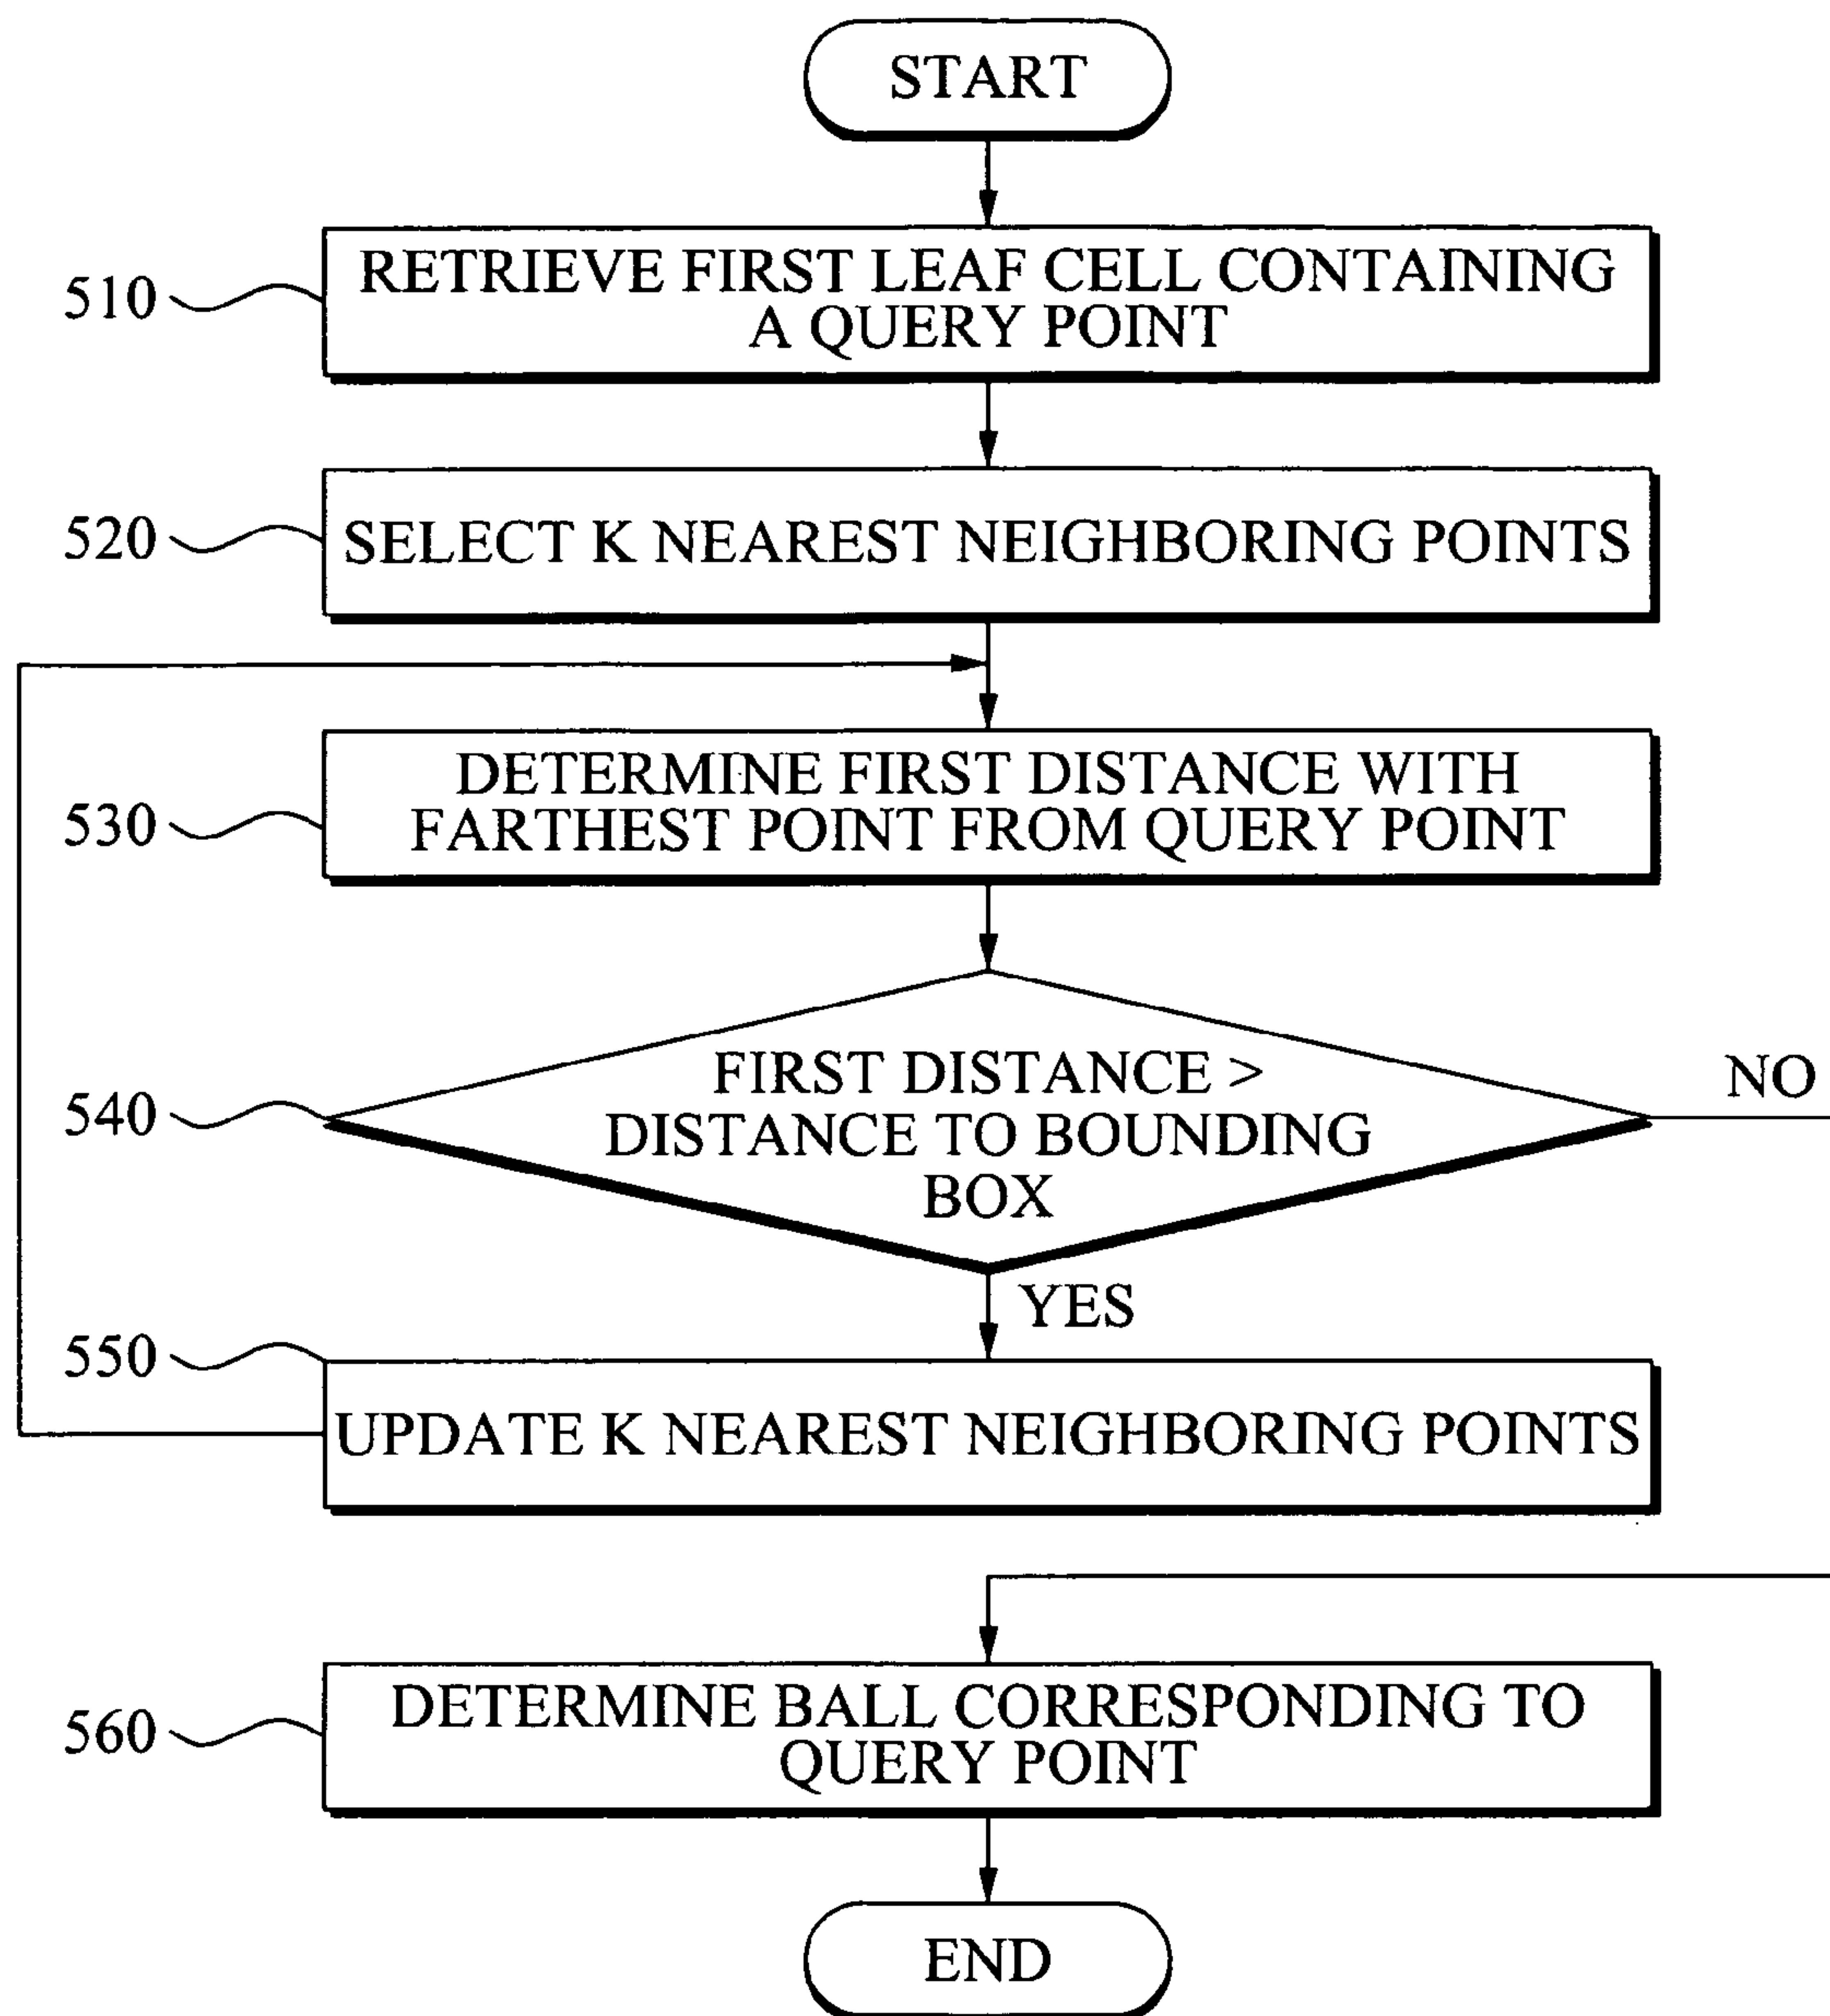 START
510
RETRIEVE FIRST LEAF CELL CONTAINING
A QUERY POINT
520
SELECT K NEAREST NEIGHBORING POINTS
530
DETERMINE FIRST DISTANCE WITH
FARTHEST POINT FROM QUERY POINT
540
FIRST DISTANCE >
DISTANCE TO BOUNDING
BOX
NO
YES
550
UPDATE K NEAREST NEIGHBORING POINTS
560
DETERMINE BALL CORRESPONDING TO
QUERY POINT
END